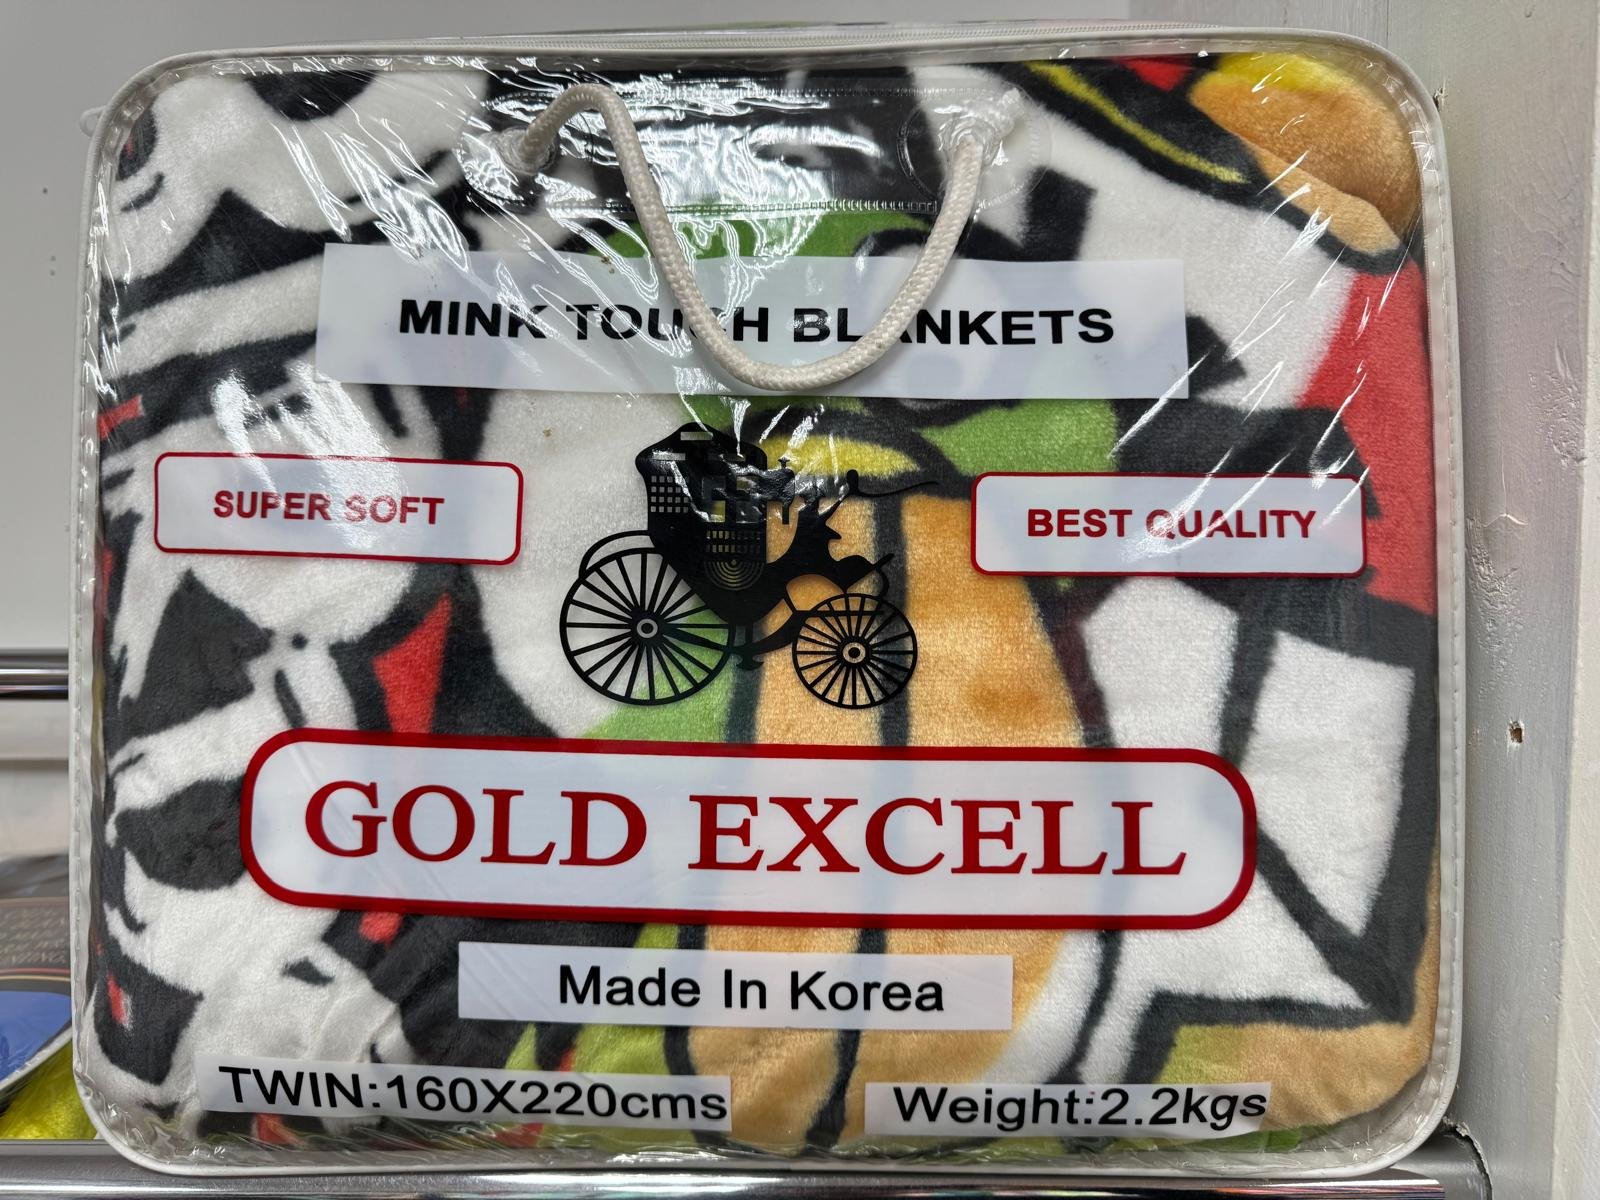 MINK TOUCH BLANKETS
SUPER SOFT
BEST QUALITY
GOLD EXCELL
Made In Korea
TWIN:160X220cms
Weight:2.2kgs